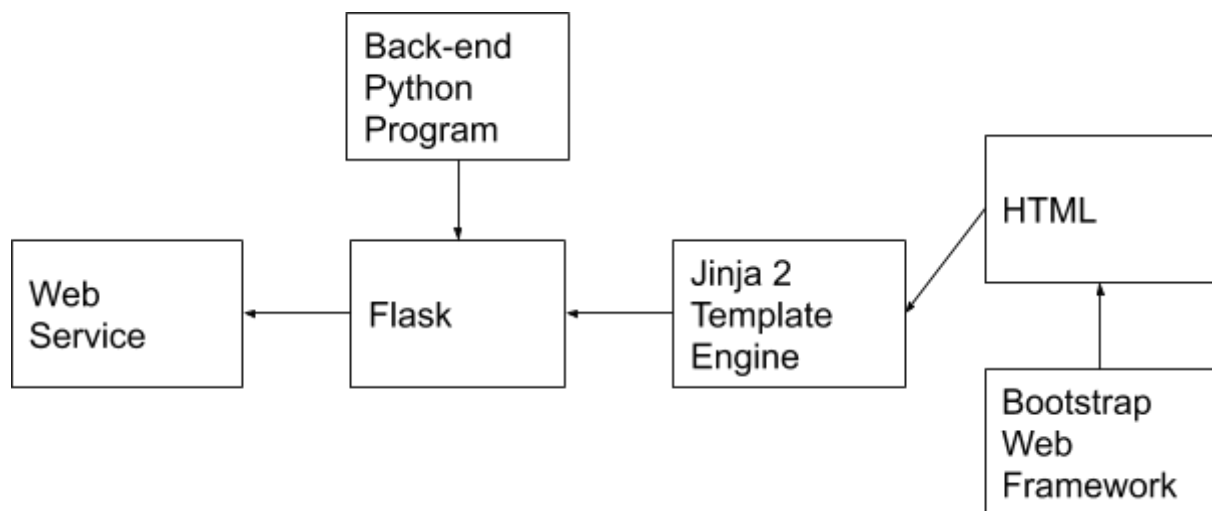 Back-end
Python
Program
HTML
Web
Service
Flask
Jinja 2
Template
Engine
Bootstrap
Web
Framework